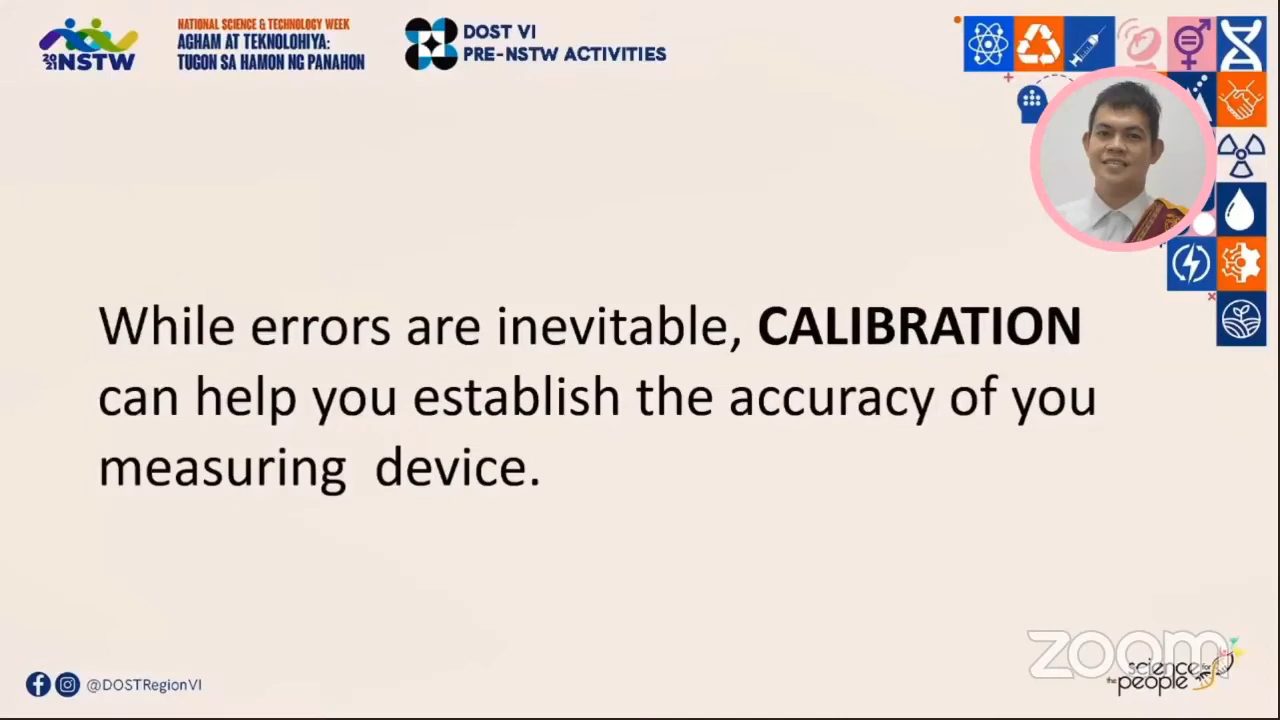 2021 NSTW
NATIONAL SCIENCE & TECHNOLOGY WEEK
AGHAM AT TEKNOLOHIYA:
TUGON SA HAMON NG PANAHON
DOST VI
PRE-NSTW ACTIVITIES
While errors are inevitable, CALIBRATION
can help you establish the accuracy of you
measuring device.
@DOSTRegionVI
zoom
science for
the people